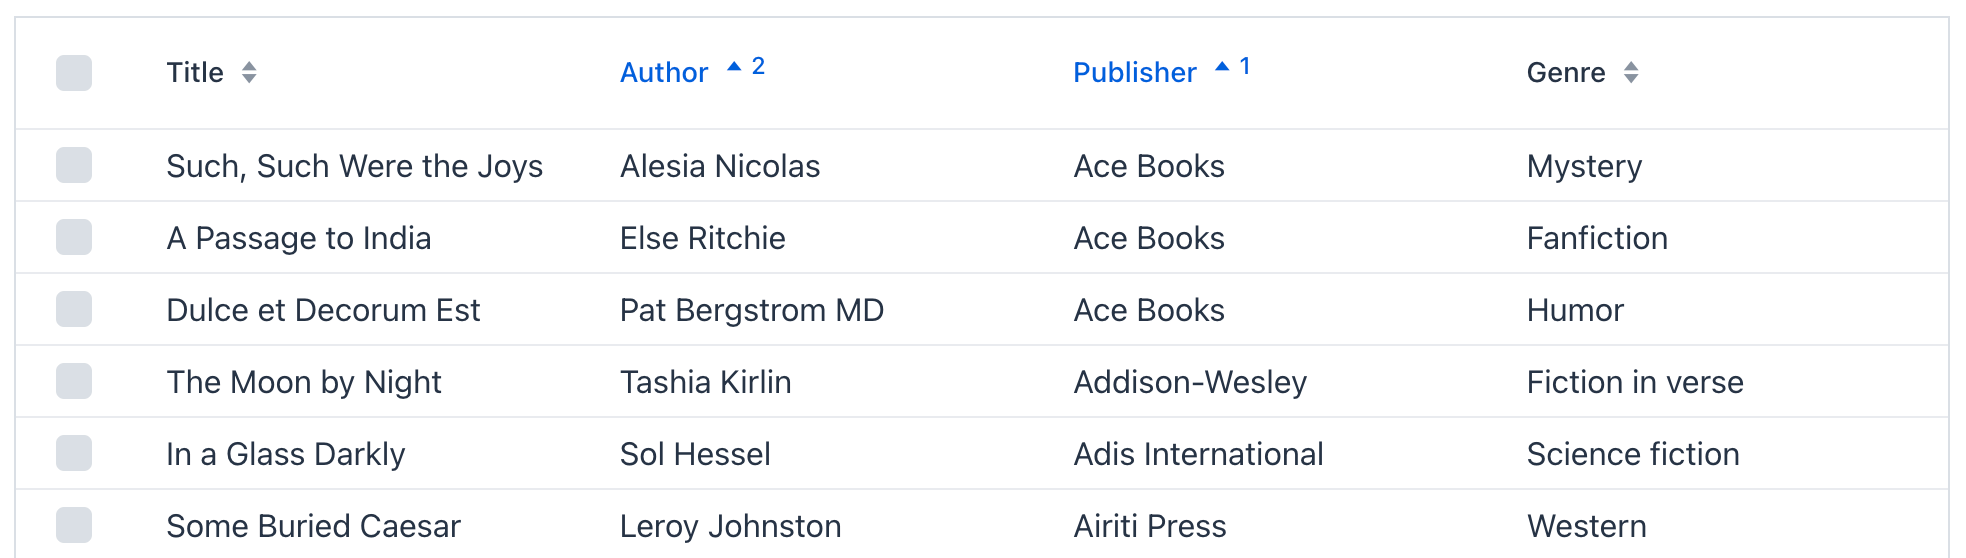 Title Author 2 Publisher 1 Genre
Such, Such Were the Joys Alesia Nicolas Ace Books Mystery
A Passage to India Else Ritchie Ace Books Fanfiction
Dulce et Decorum Est Pat Bergstrom MD Ace Books Humor
The Moon by Night Tashia Kirlin Addison-Wesley Fiction in verse
In a Glass Darkly Sol Hessel Adis International Science fiction
Some Buried Caesar Leroy Johnston Airiti Press Western